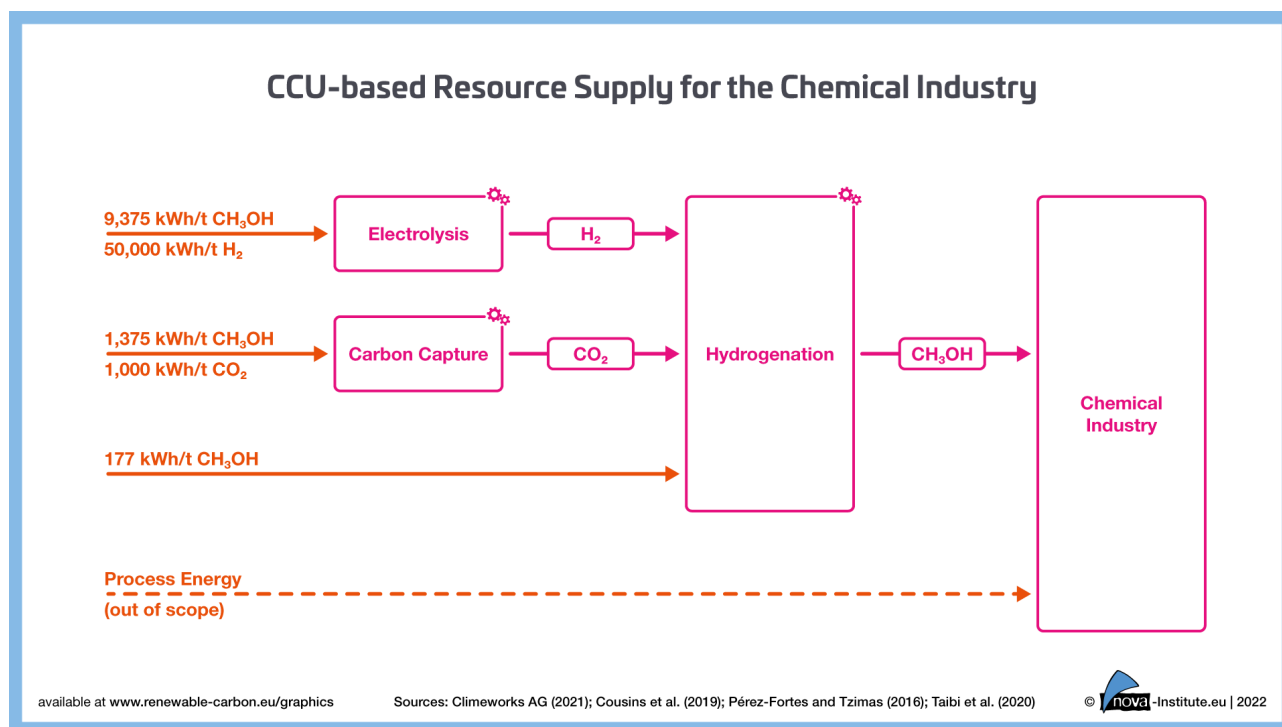 CCU-based Resource Supply for the Chemical Industry
9,375 kWh/t CH₃OH
50,000 kWh/t H₂
Electrolysis
H₂
1,375 kWh/t CH₃OH
1,000 kWh/t CO₂
Carbon Capture
CO₂
Hydrogenation
CH₃OH
Chemical
Industry
177 kWh/t CH₃OH
Process Energy
(out of scope)
available at www.renewable-carbon.eu/graphics
Sources: Climeworks AG (2021); Cousins et al. (2019); Pérez-Fortes and Tzimas (2016); Taibi et al. (2020)
© nova-Institute.eu | 2022